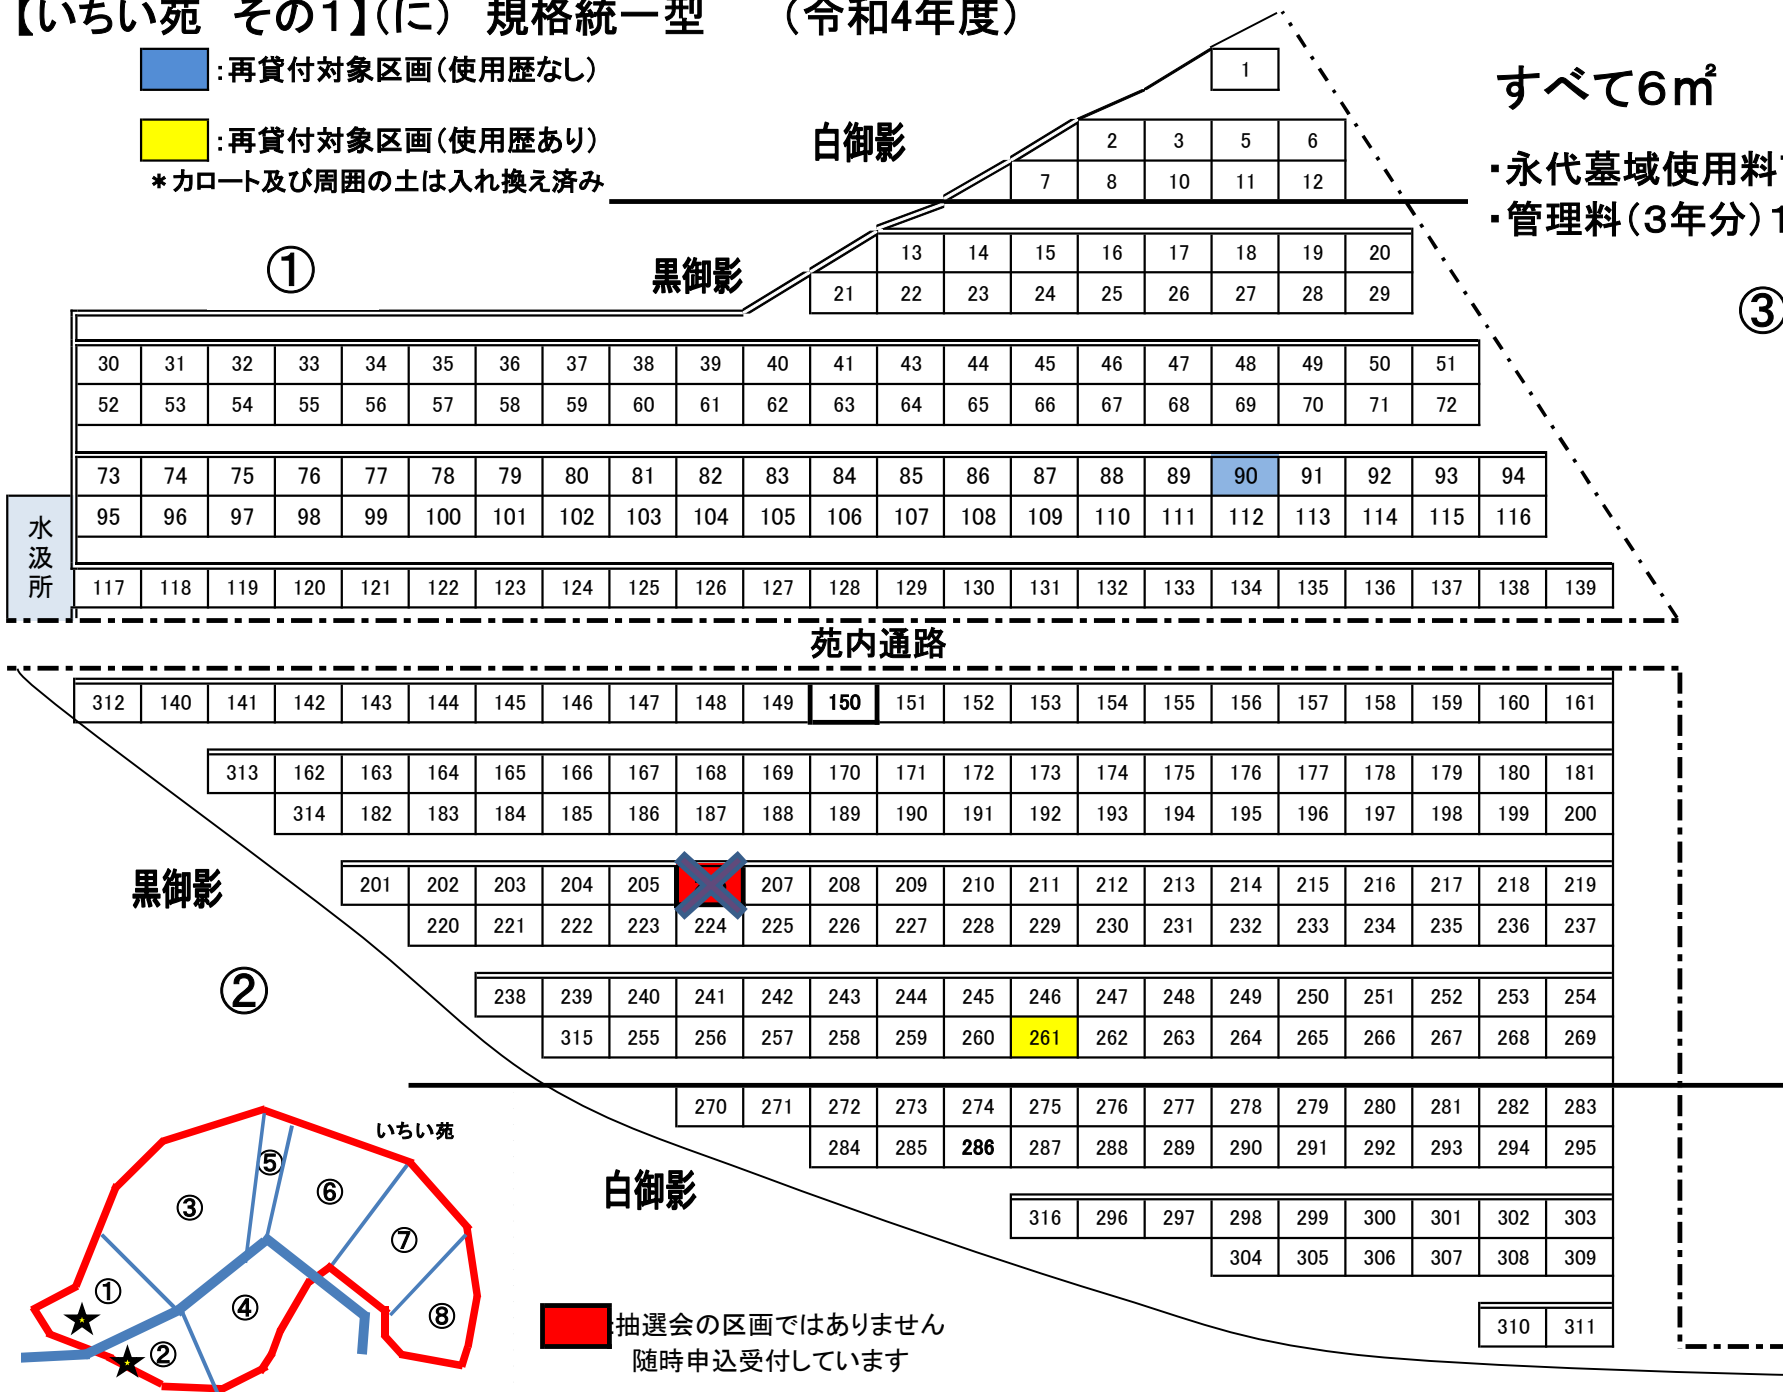 【いちい苑　その１】（に）　規格統一型　　（令和4年度）
：再貸付対象区画（使用歴なし）
：再貸付対象区画（使用歴あり）
＊カロート及び周囲の土は入れ換え済み
すべて６㎡
・永代墓域使用料
・管理料（３年分）１
白御影
黒御影
①
③
1
2 3 5 6
7 8 10 11 12
13 14 15 16 17 18 19 20
21 22 23 24 25 26 27 28 29
30 31 32 33 34 35 36 37 38 39 40 41 43 44 45 46 47 48 49 50 51
52 53 54 55 56 57 58 59 60 61 62 63 64 65 66 67 68 69 70 71 72
73 74 75 76 77 78 79 80 81 82 83 84 85 86 87 88 89 90 91 92 93 94
95 96 97 98 99 100 101 102 103 104 105 106 107 108 109 110 111 112 113 114 115 116
水汲所
117 118 119 120 121 122 123 124 125 126 127 128 129 130 131 132 133 134 135 136 137 138 139
苑内通路
312 140 141 142 143 144 145 146 147 148 149 150 151 152 153 154 155 156 157 158 159 160 161
313 162 163 164 165 166 167 168 169 170 171 172 173 174 175 176 177 178 179 180 181
314 182 183 184 185 186 187 188 189 190 191 192 193 194 195 196 197 198 199 200
201 202 203 204 205 207 208 209 210 211 212 213 214 215 216 217 218 219
220 221 222 223 224 225 226 227 228 229 230 231 232 233 234 235 236 237
黒御影
②
238 239 240 241 242 243 244 245 246 247 248 249 250 251 252 253 254
315 255 256 257 258 259 260 261 262 263 264 265 266 267 268 269
270 271 272 273 274 275 276 277 278 279 280 281 282 283
284 285 286 287 288 289 290 291 292 293 294 295
白御影
316 296 297 298 299 300 301 302 303
304 305 306 307 308 309
310 311
いちい苑
⑤
⑥
③
⑦
①
④
⑧
②
：抽選会の区画ではありません
随時申込受付しています